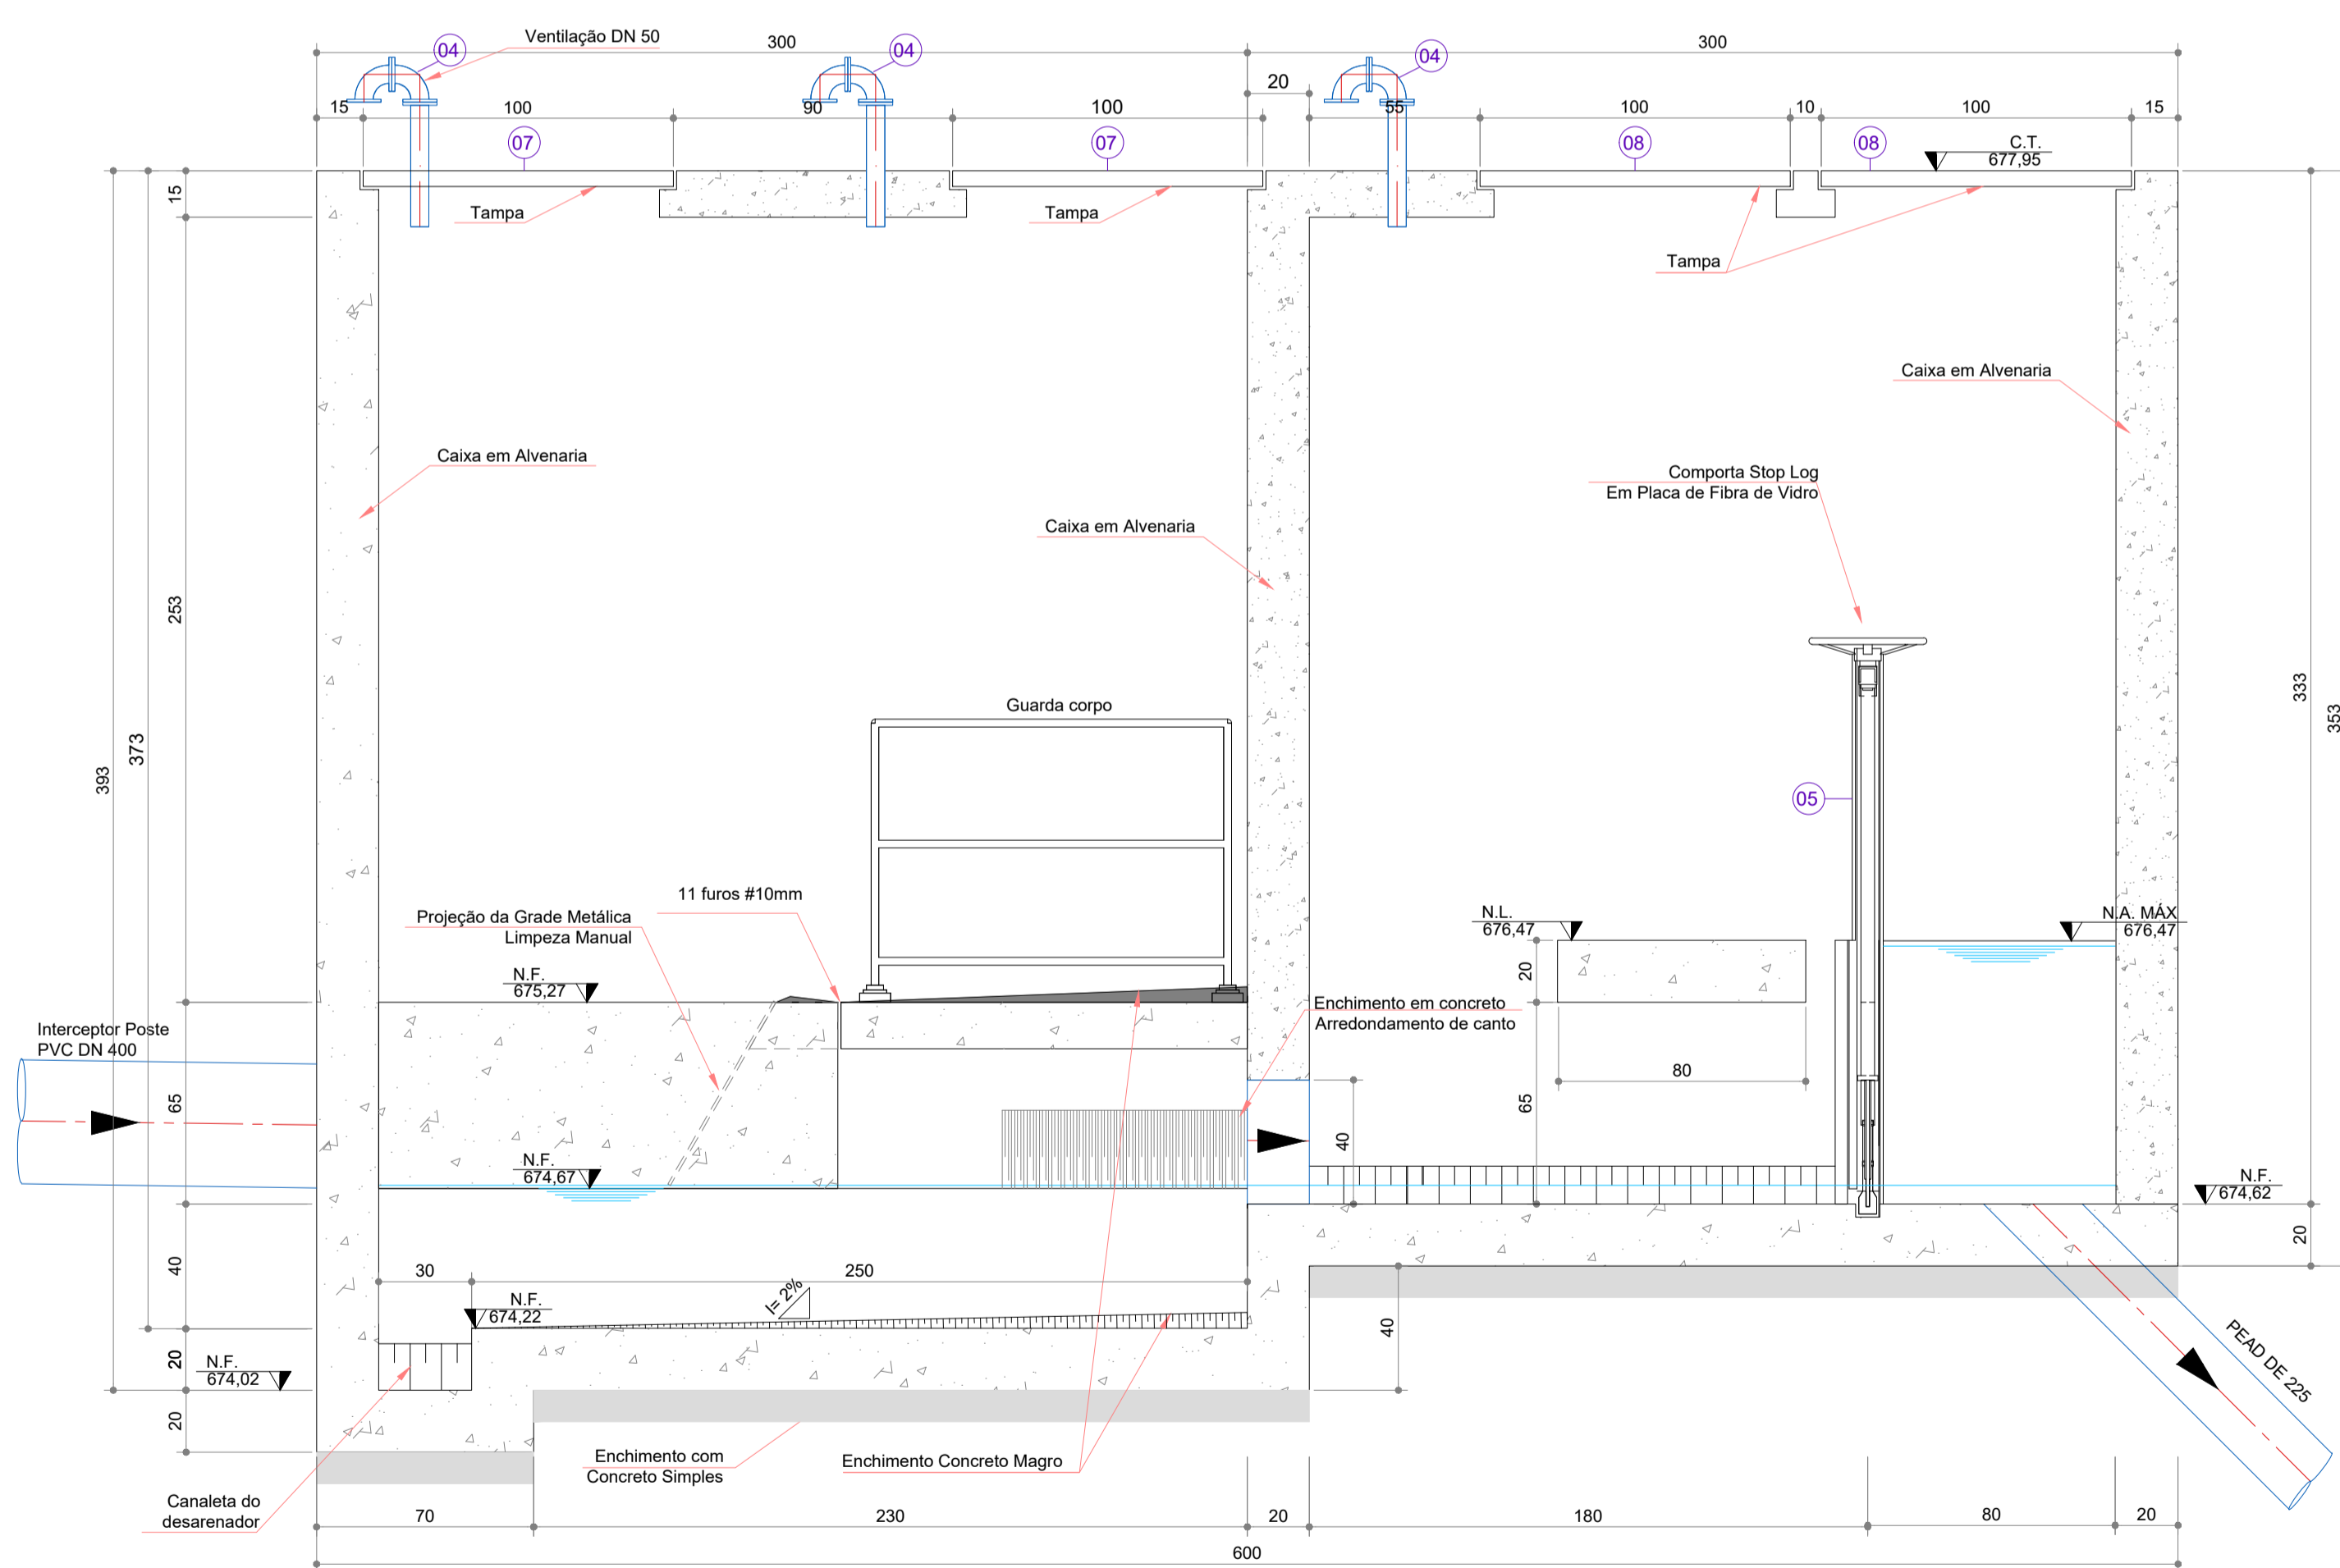 Ventilação DN 50
04
300
04
04
300
20
15
100
90
100
55
100
10
100
15
07
07
08
08
C.T.
677,95
15
Tampa
Tampa
Tampa
Caixa em Alvenaria
Caixa em Alvenaria
Comporta Stop Log
Em Placa de Fibra de Vidro
Caixa em Alvenaria
253
373
393
333
353
Guarda corpo
05
11 furos #10mm
Projeção da Grade Metálica
Limpeza Manual
N.L.
676,47
N.A. MÁX
676,47
20
N.F.
675,27
Enchimento em concreto
Arredondamento de canto
Interceptor Poste
PVC DN 400
80
65
65
40
N.F.
674,67
N.F.
674,62
20
40
30
250
I= 2%
N.F.
674,22
40
20
N.F.
674,02
20
PEAD DE 225
Enchimento com
Concreto Simples
Enchimento Concreto Magro
Canaleta do
desarenador
70
230
20
180
80
20
600